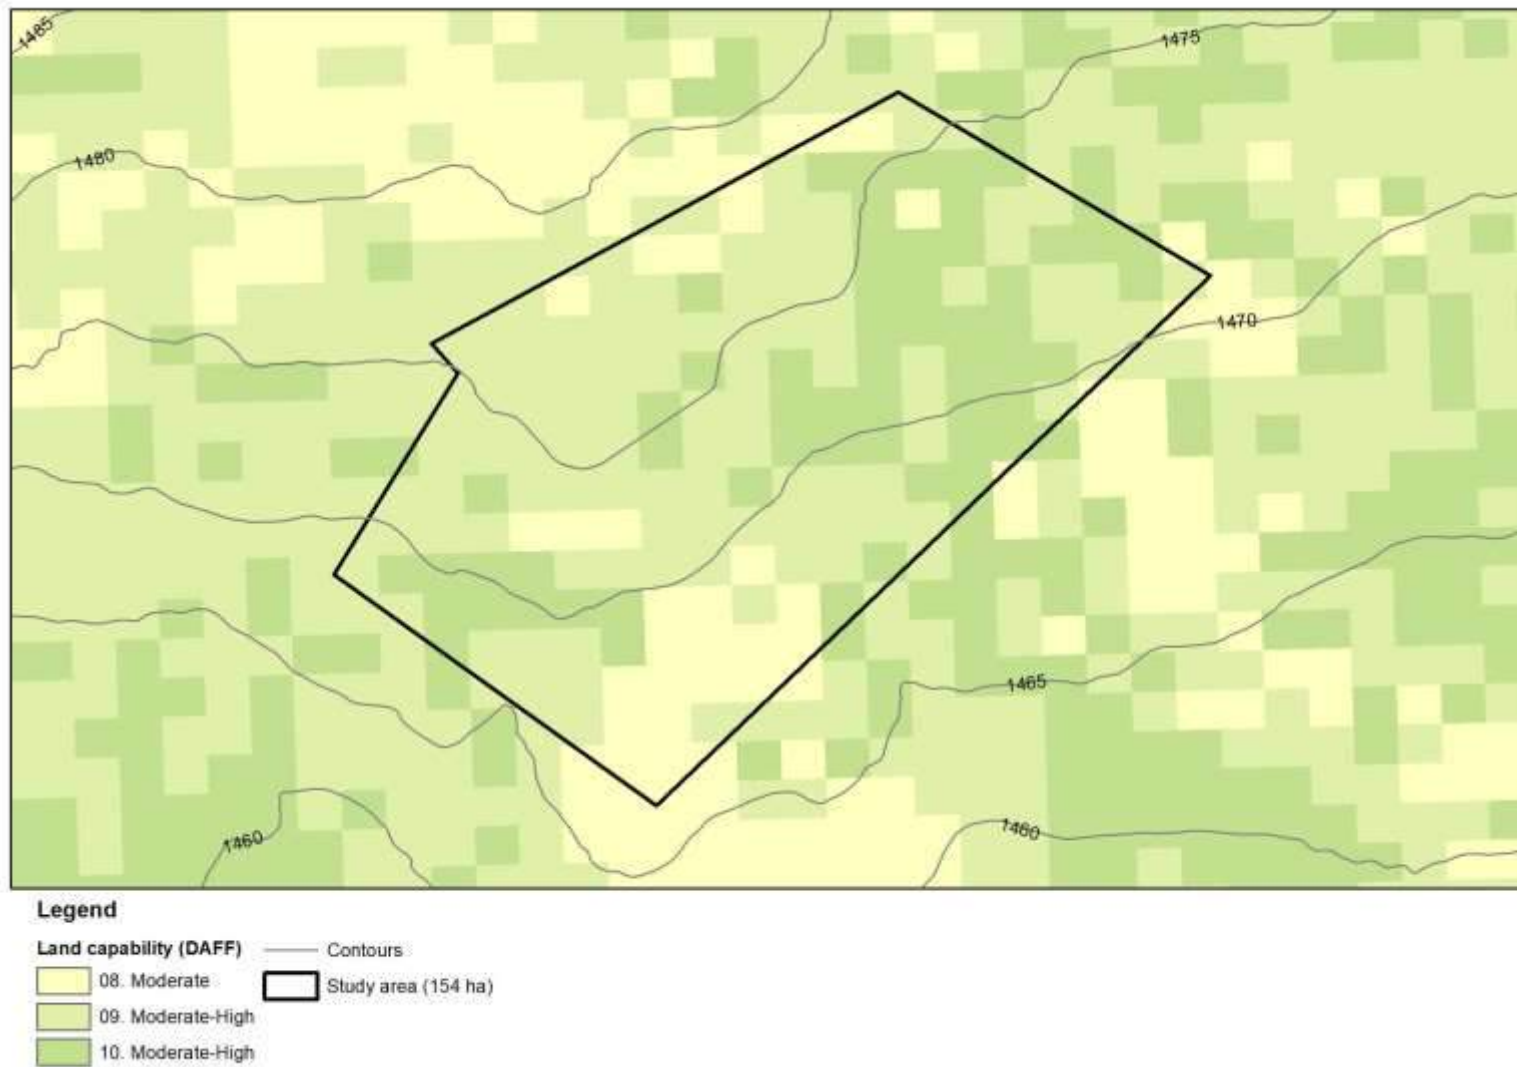 1485
1475
1480
1470
1465
1460
1460
Legend
Land capability (DAFF)
Contours
08. Moderate
Study area (154 ha)
09. Moderate-High
10. Moderate-High